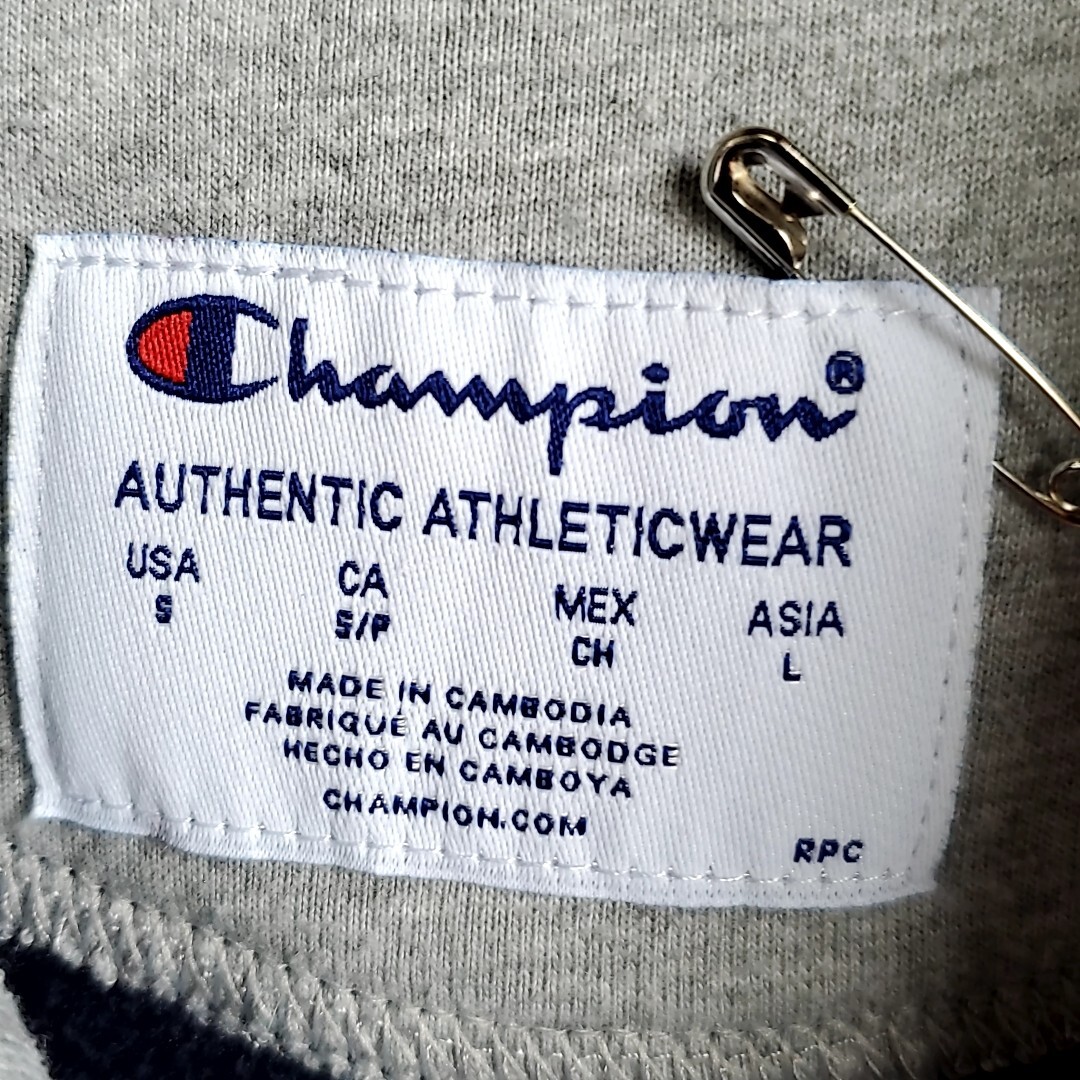 Champion®
AUTHENTIC ATHLETICWEAR
USA CA MEX ASIA
S S/P CH L
MADE IN CAMBODIA
FABRIQUÉ AU CAMBODGE
HECHO EN CAMBOYA
CHAMPION.COM
RPC